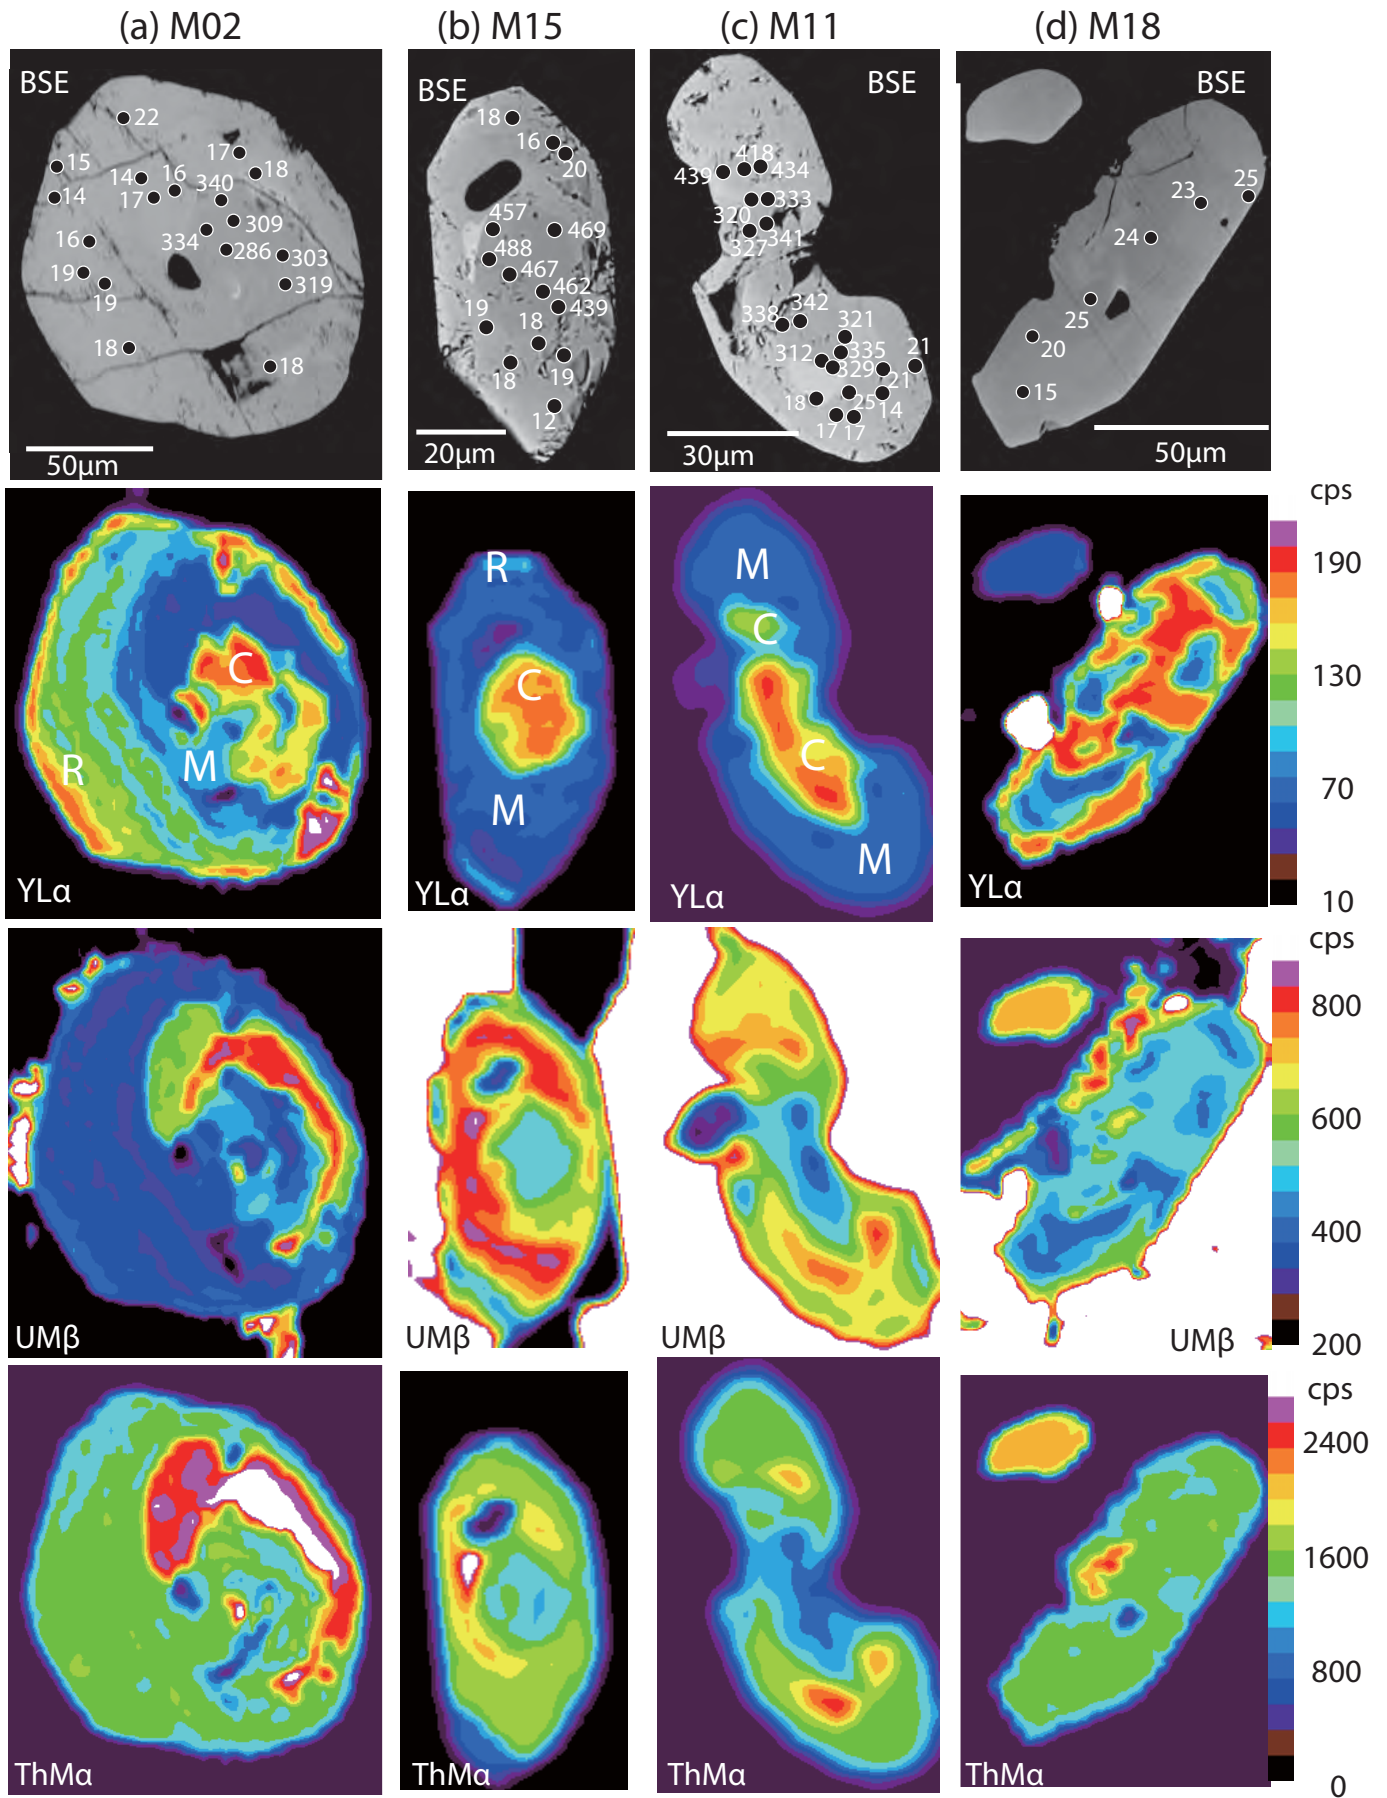 (a) M02
(b) M15
(c) M11
(d) M18
BSE
22
15
14
14
17
16
17
18
340
309
334
286
303
319
16
19
19
18
18
50μm
BSE
18
16
20
457
469
488
467
462
439
19
18
18
19
12
20μm
BSE
439
418
434
320
333
327
341
338
342
321
312
335
329
21
21
18
25
14
17
17
30μm
BSE
23
25
24
25
20
15
50μm
C
M
R
YLα
R
C
M
YLα
M
C
C
M
YLα
YLα
cps
190
130
70
10
UMβ
UMβ
UMβ
UMβ
cps
800
600
400
200
ThMα
ThMα
ThMα
ThMα
cps
2400
1600
800
0